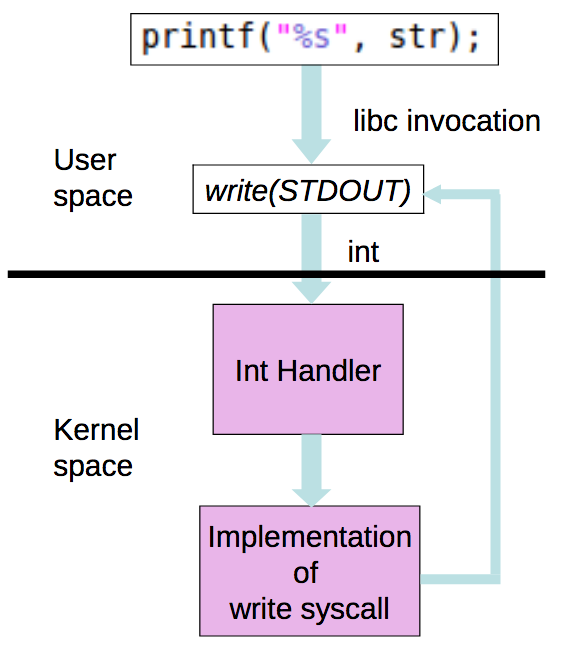 printf("%s", str);
libc invocation
User
space
write(STDOUT)
int
Int Handler
Kernel
space
Implementation
of
write syscall